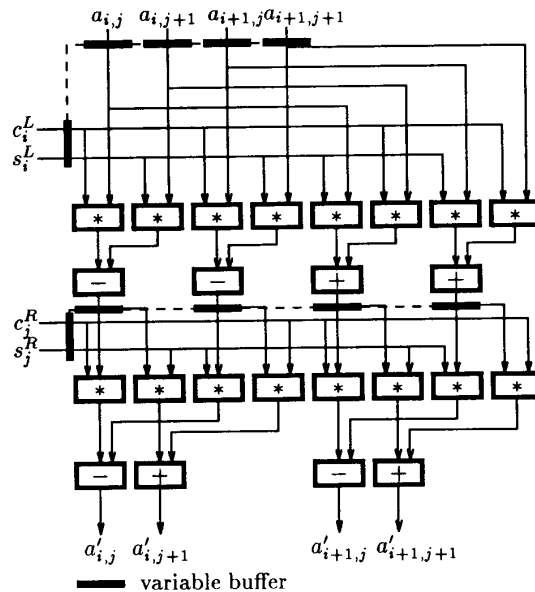 a_{i,j} a_{i,j+1} a_{i+1,j} a_{i+1,j+1}
c_i^L
s_i^L
* * * * * * * *
− − + +
c_j^R
s_j^R
* * * * * * * *
− + − +
a'_{i,j} a'_{i,j+1} a'_{i+1,j} a'_{i+1,j+1}
variable buffer